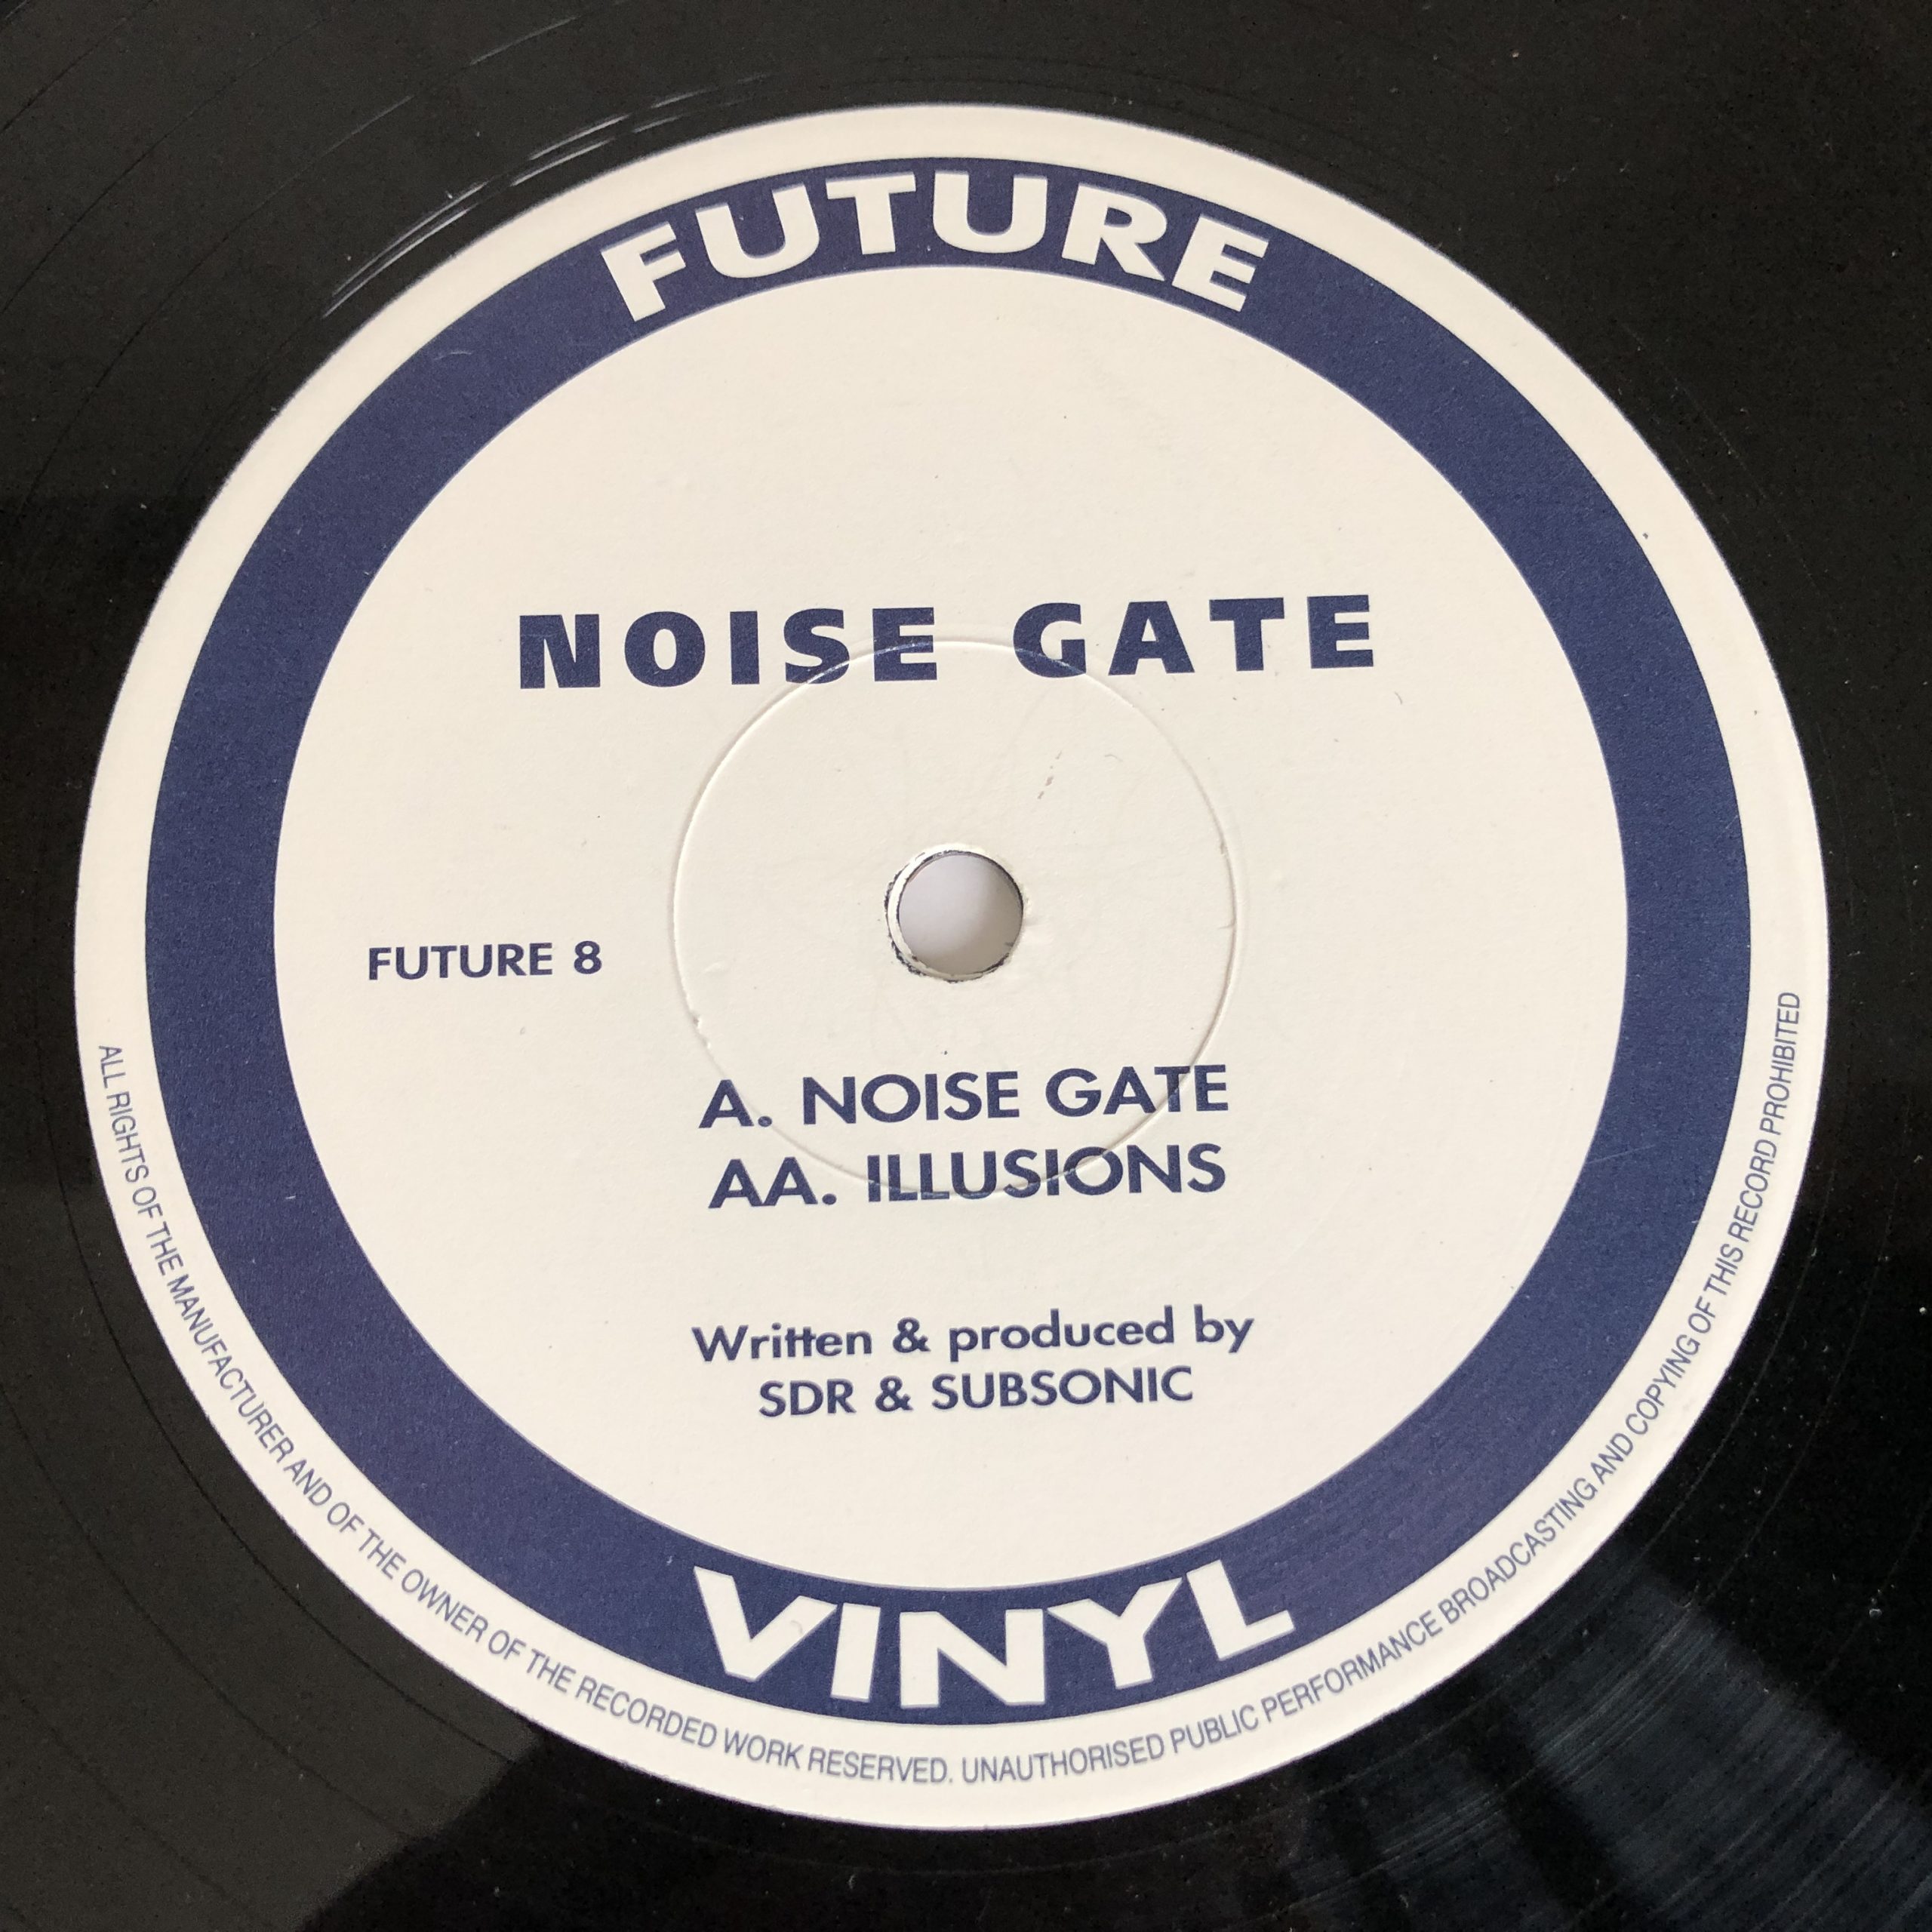 FUTURE
NOISE GATE
FUTURE 8
A. NOISE GATE
AA. ILLUSIONS
Written & produced by
SDR & SUBSONIC
VINYL
ALL RIGHTS OF THE MANUFACTURER AND OF THE OWNER OF THE RECORDED WORK RESERVED. UNAUTHORISED PUBLIC PERFORMANCE BROADCASTING AND COPYING OF THIS RECORD PROHIBITED